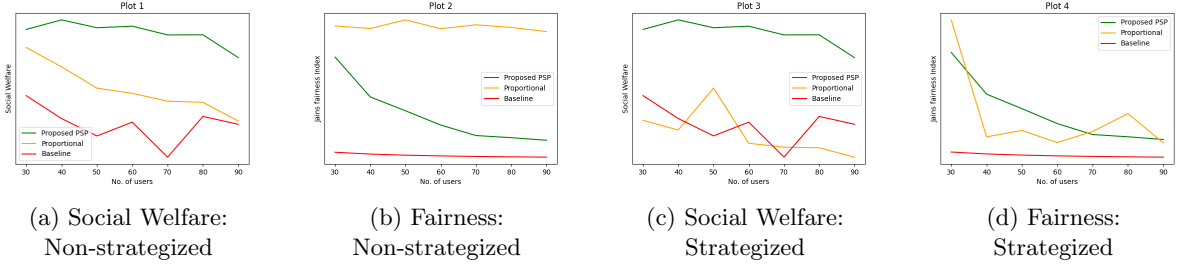 Plot 1
Social Welfare
Proposed PSP
Proportional
Baseline
30 40 50 60 70 80 90
No. of users
(a) Social Welfare:
Non-strategized
Plot 2
Jains fairness Index
Proposed PSP
Proportional
Baseline
30 40 50 60 70 80 90
No. of users
(b) Fairness:
Non-strategized
Plot 3
Social Welfare
Proposed PSP
Proportional
Baseline
30 40 50 60 70 80 90
No. of users
(c) Social Welfare:
Strategized
Plot 4
Jains fairness Index
Proposed PSP
Proportional
Baseline
30 40 50 60 70 80 90
No. of users
(d) Fairness:
Strategized